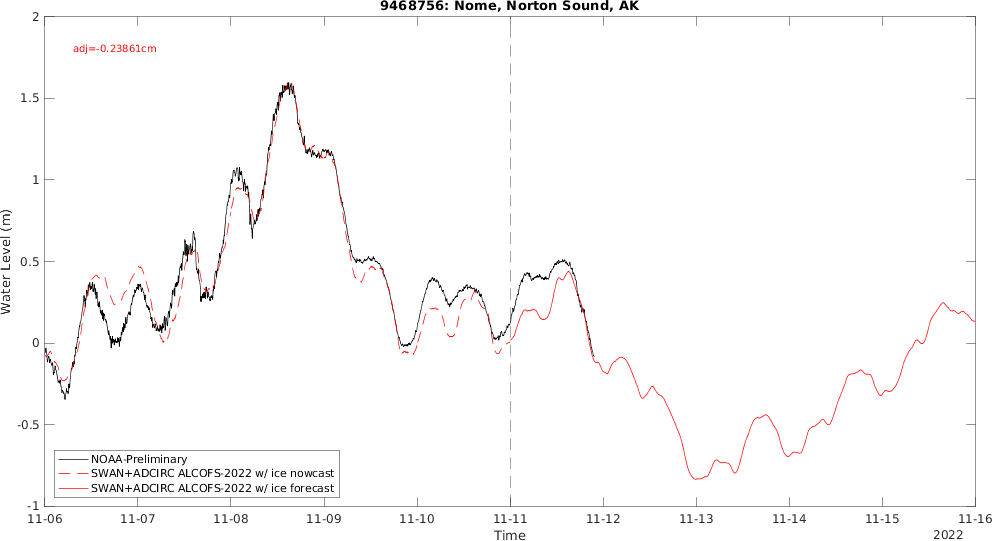 9468756: Nome, Norton Sound, AK
adj=-0.23861cm
Water Level (m)
2
1.5
1
0.5
0
-0.5
-1
NOAA-Preliminary
SWAN+ADCIRC ALCOFS-2022 w/ ice nowcast
SWAN+ADCIRC ALCOFS-2022 w/ ice forecast
11-06 11-07 11-08 11-09 11-10 11-11 11-12 11-13 11-14 11-15 11-16
Time
2022